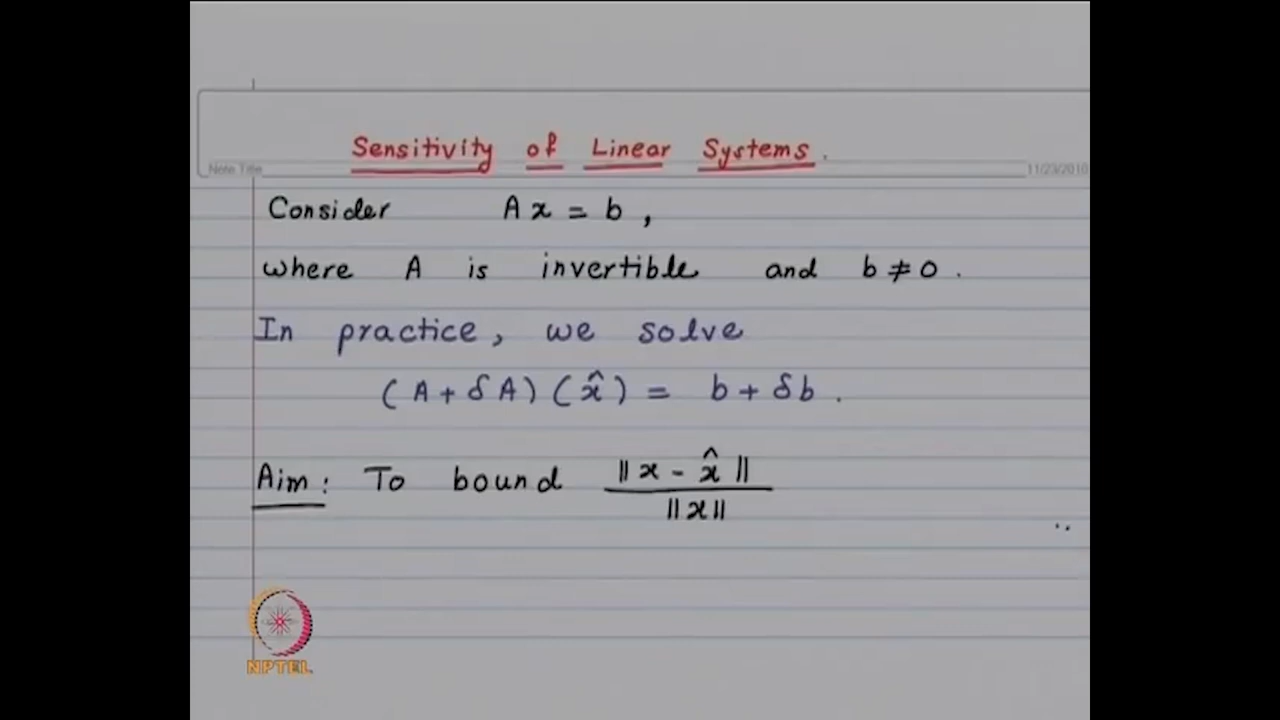 Sensitivity of Linear Systems.
Note Title
11/23/2010
Consider Ax = b,
where A is invertible and b ≠ 0.
In practice, we solve
(A + δA)(x̂) = b + δb.
Aim: To bound ||x - x̂|| / ||x||
NPTEL